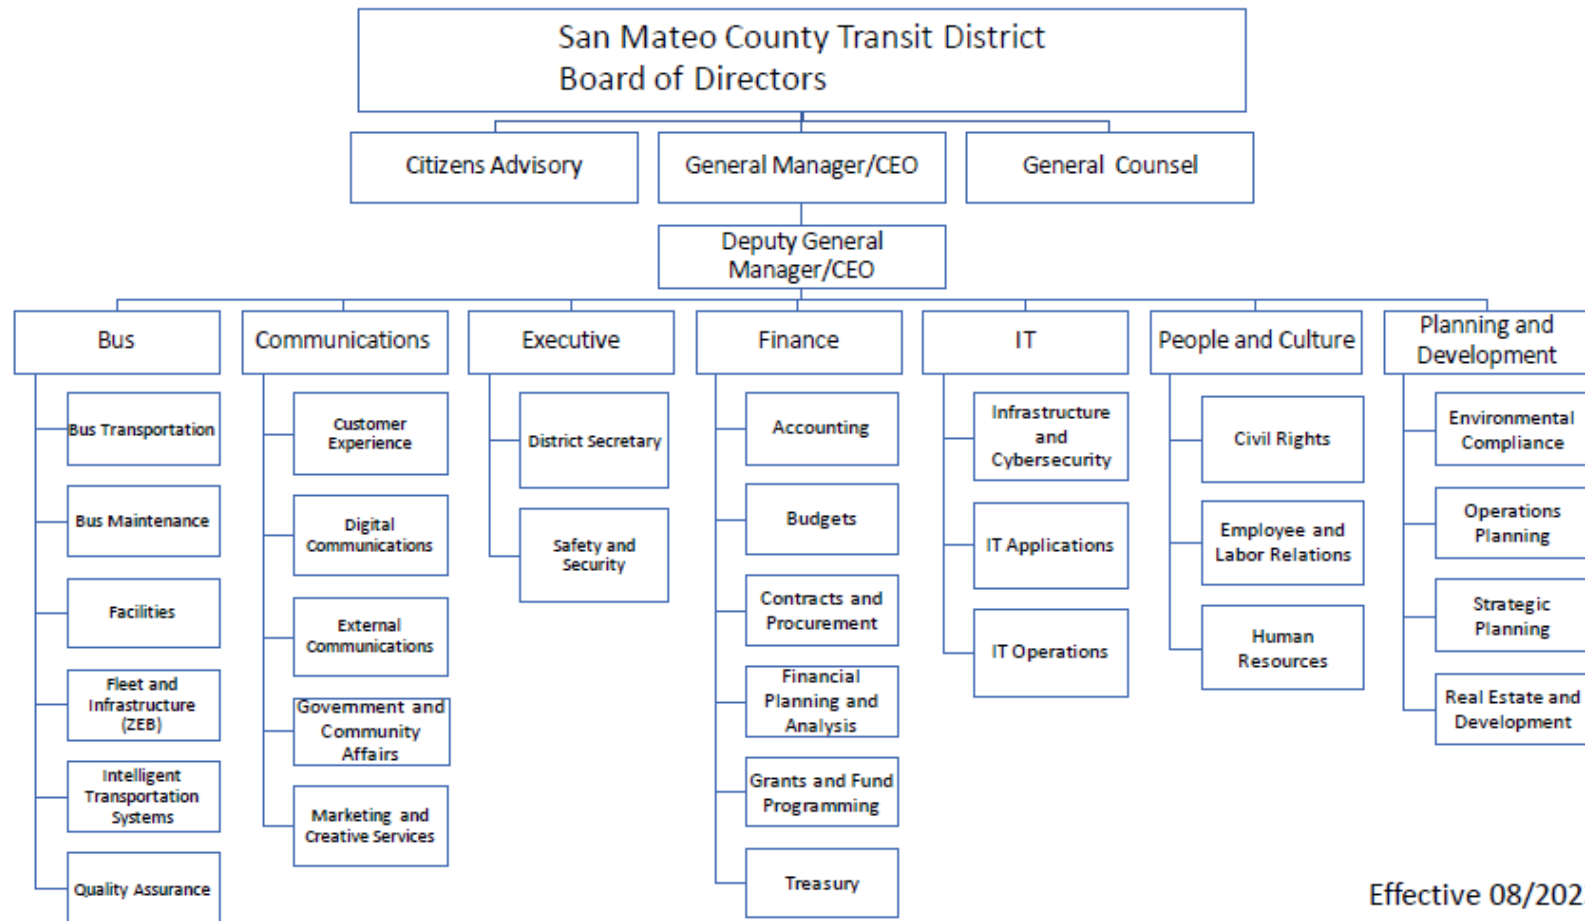 San Mateo County Transit District
Board of Directors
Citizens Advisory
General Manager/CEO
General Counsel
Deputy General
Manager/CEO
Bus
Communications
Executive
Finance
IT
People and Culture
Planning and
Development
Bus Transportation
Bus Maintenance
Facilities
Fleet and
Infrastructure
(ZEB)
Intelligent
Transportation
Systems
Quality Assurance
Customer
Experience
Digital
Communications
External
Communications
Government and
Community
Affairs
Marketing and
Creative Services
District Secretary
Safety and
Security
Accounting
Budgets
Contracts and
Procurement
Financial
Planning and
Analysis
Grants and Fund
Programming
Treasury
Infrastructure
and
Cybersecurity
IT Applications
IT Operations
Civil Rights
Employee and
Labor Relations
Human
Resources
Environmental
Compliance
Operations
Planning
Strategic
Planning
Real Estate and
Development
Effective